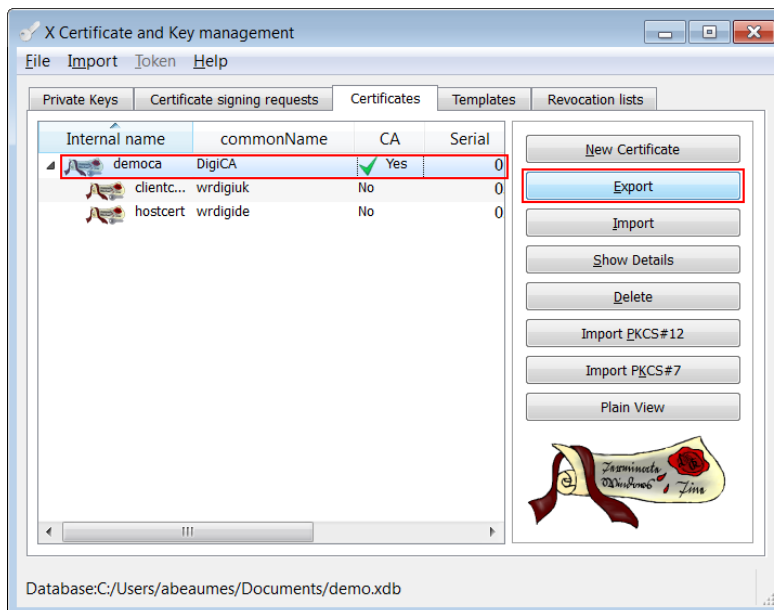 X Certificate and Key management
File Import Token Help
Private Keys Certificate signing requests Certificates Templates Revocation lists
Internal name commonName CA Serial
democa DigiCA Yes 0
clientc... wrdigiuk No 0
hostcert wrdigide No 0
New Certificate
Export
Import
Show Details
Delete
Import PKCS#12
Import PKCS#7
Plain View
Database:C:/Users/abeaumes/Documents/demo.xdb